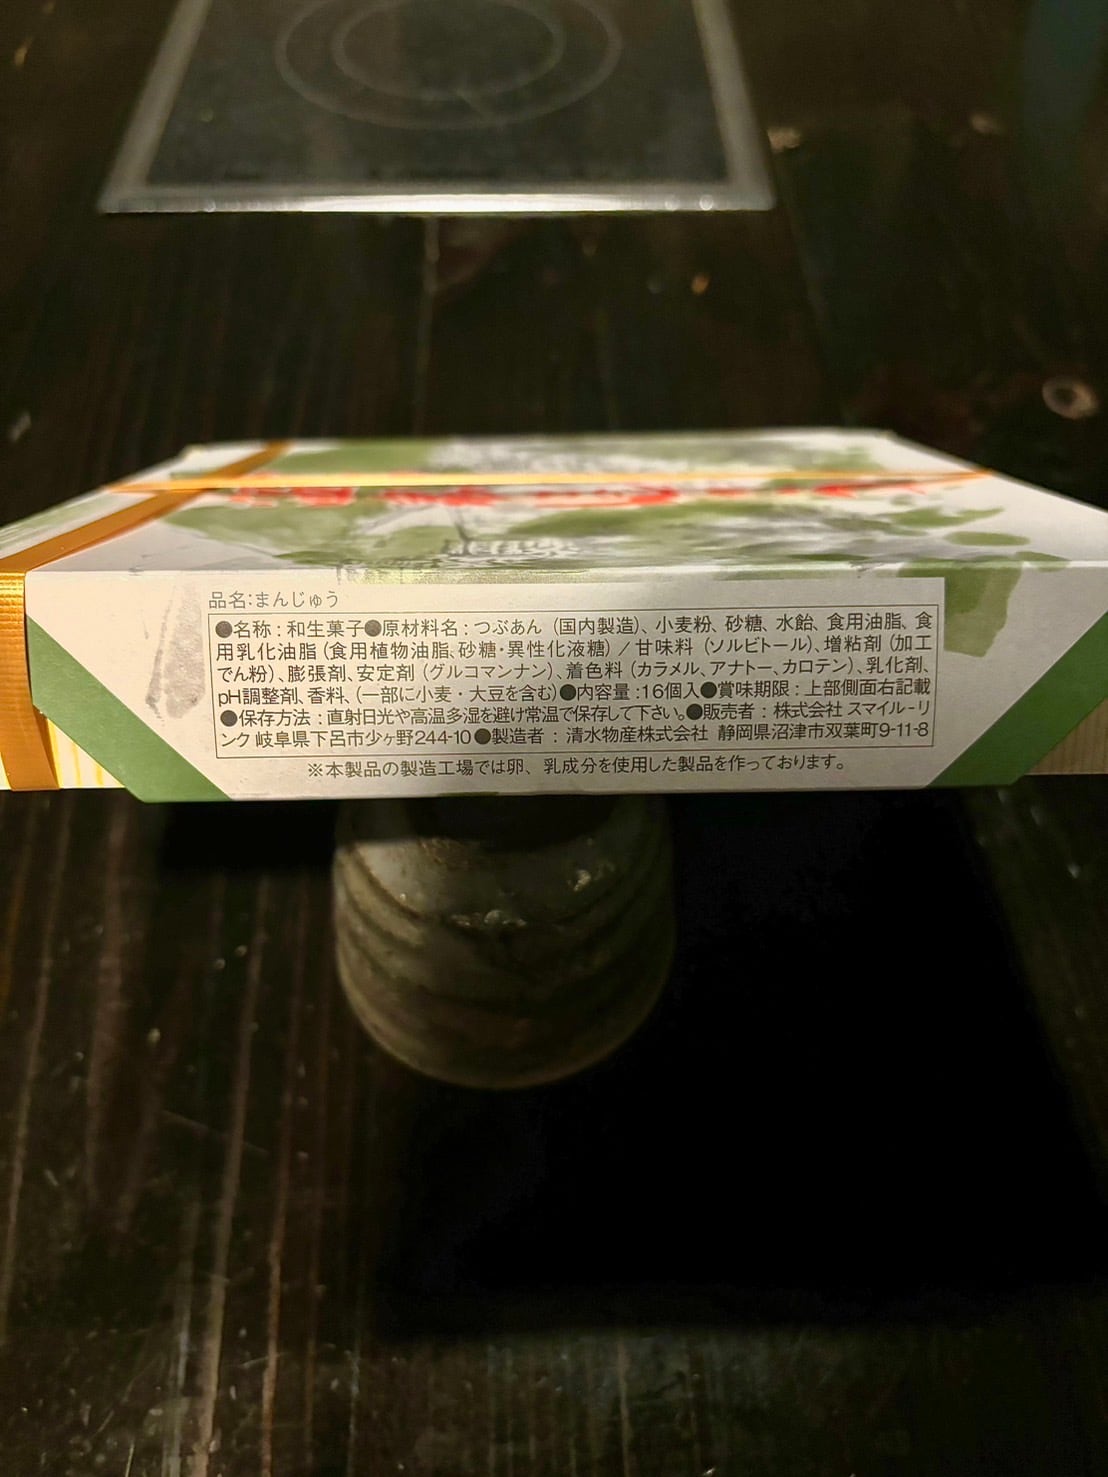 品名:まんじゅう
●名称：和生菓子●原材料名：つぶあん（国内製造）、小麦粉、砂糖、水飴、食用油脂、食
用乳化油脂（食用植物油脂、砂糖・異性化液糖）／甘味料（ソルビトール）、増粘剤（加工
でん粉）、膨張剤、安定剤（グルコマンナン）、着色料（カラメル、アナトー、カロテン）、乳化剤、
pH調整剤、香料、（一部に小麦・大豆を含む）●内容量：16個入●賞味期限：上部側面右記載
●保存方法：直射日光や高温多湿を避け常温で保存して下さい。●販売者：株式会社 スマイル-リ
ンク 岐阜県下呂市少ヶ野244-10●製造者：清水物産株式会社 静岡県沼津市双葉町9-11-8
※本製品の製造工場では卵、乳成分を使用した製品を作っております。